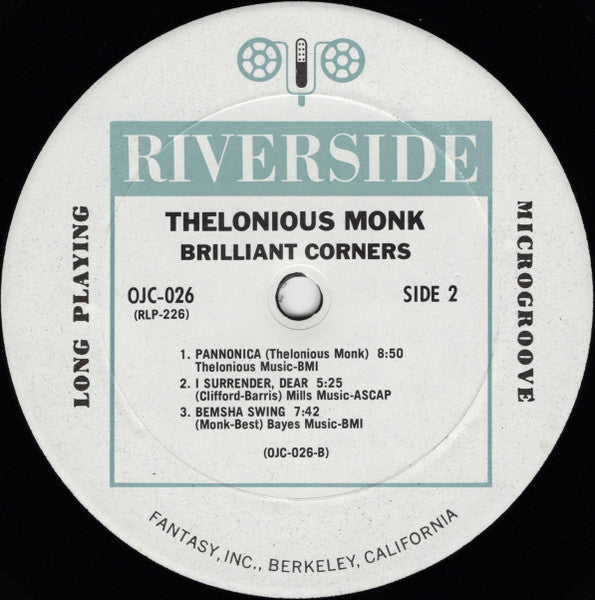 RIVERSIDE
THELONIOUS MONK
BRILLIANT CORNERS
LONG PLAYING
MICROGROOVE
OJC-026
(RLP-226)
SIDE 2
1. PANNONICA (Thelonious Monk) 8:50
Thelonious Music-BMI
2. I SURRENDER, DEAR 5:25
(Clifford-Barris) Mills Music-ASCAP
3. BEMSHA SWING 7:42
(Monk-Best) Bayes Music-BMI
(OJC-026-B)
FANTASY, INC., BERKELEY, CALIFORNIA